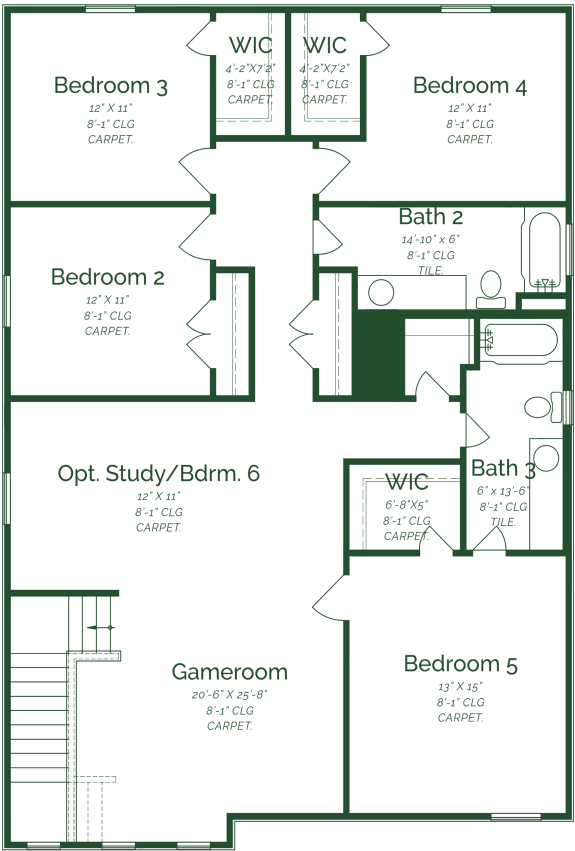 WIC
4'-2"X7'2"
8'-1" CLG
CARPET.
WIC
4'-2"X7'2"
8'-1" CLG
CARPET.
Bedroom 3
12" X 11"
8'-1" CLG
CARPET.
Bedroom 4
12" X 11"
8'-1" CLG
CARPET.
Bath 2
14'-10" x 6"
8'-1" CLG
TILE.
Bedroom 2
12" X 11"
8'-1" CLG
CARPET.
Opt. Study/Bdrm. 6
12" X 11"
8'-1" CLG
CARPET.
WIC
6'-8"X5"
8'-1" CLG
CARPET.
Bath 3
6" x 13'-6"
8'-1" CLG
TILE.
Gameroom
20'-6" X 25'-8"
8'-1" CLG
CARPET.
Bedroom 5
13" X 15"
8'-1" CLG
CARPET.